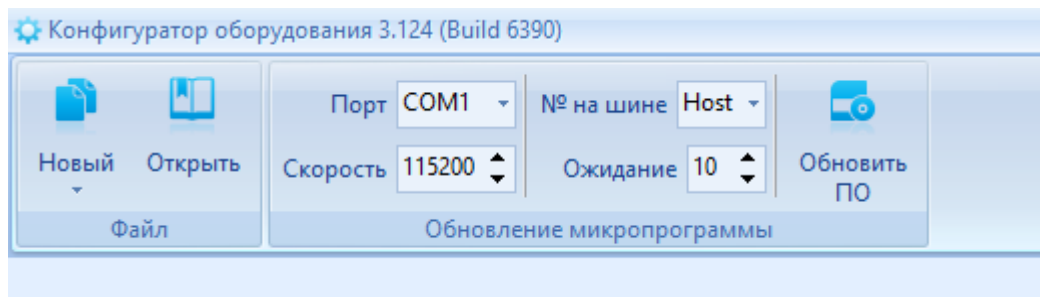 Конфигуратор оборудования 3.124 (Build 6390)
Порт COM1 № на шине Host
Новый Открыть Скорость 115200 Ожидание 10 Обновить ПО
Файл Обновление микропрограммы